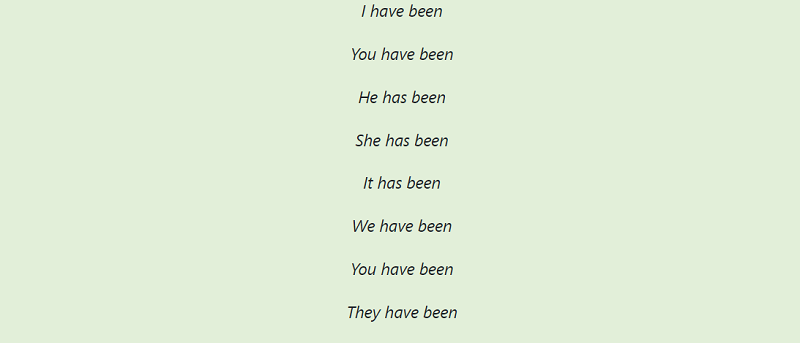 I have been
You have been
He has been
She has been
It has been
We have been
You have been
They have been